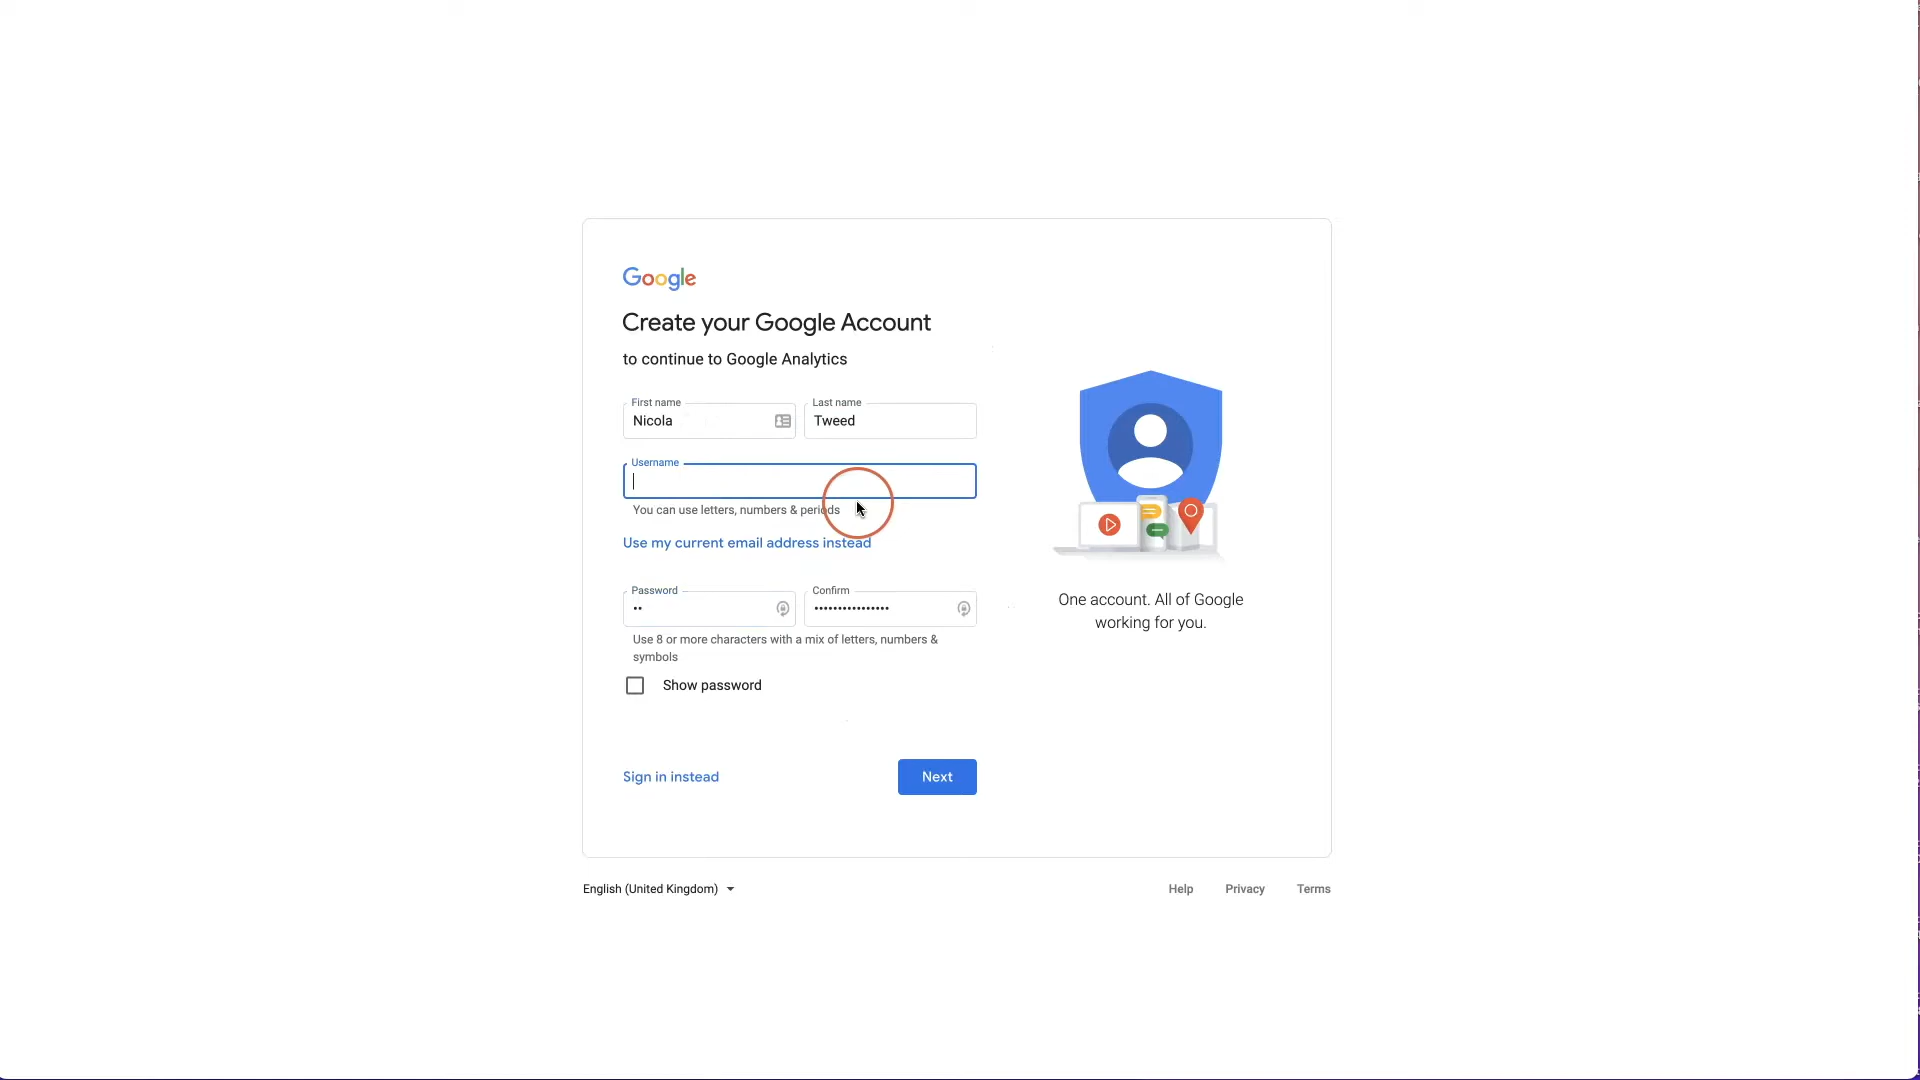 Google
Create your Google Account
to continue to Google Analytics
First name
Nicola
Last name
Tweed
Username
You can use letters, numbers & periods
Use my current email address instead
Password
••
Confirm
••••••••••••••••
Use 8 or more characters with a mix of letters, numbers &
symbols
Show password
Sign in instead
Next
One account. All of Google
working for you.
English (United Kingdom)
Help
Privacy
Terms